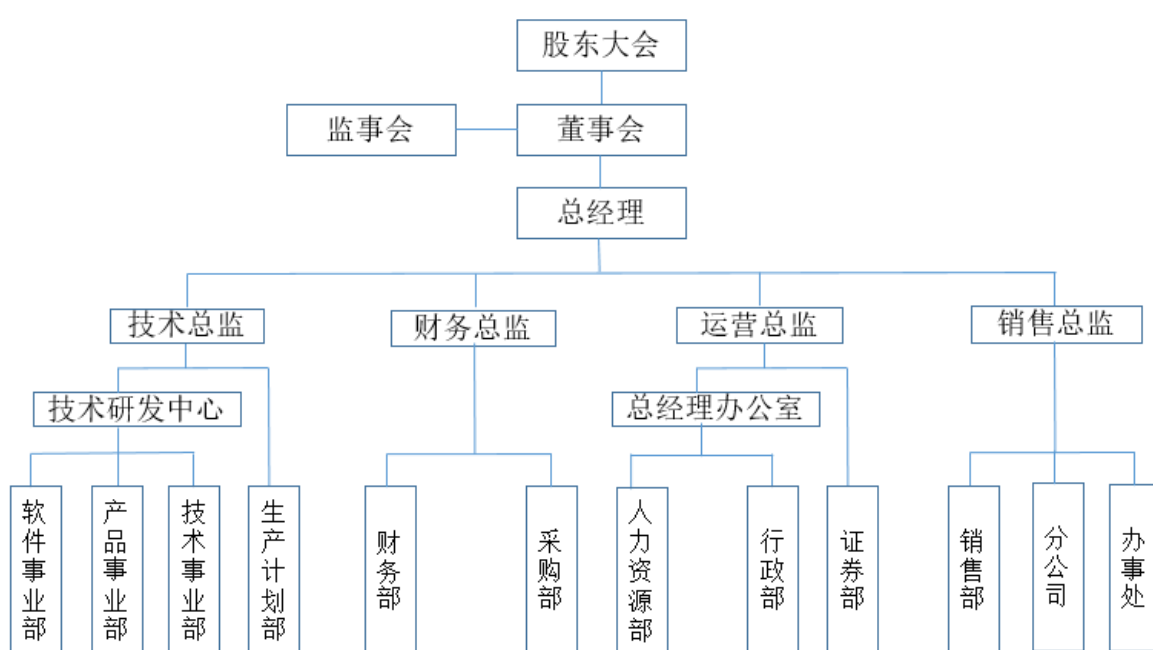 股东大会
监事会
董事会
总经理
技术总监
财务总监
运营总监
销售总监
技术研发中心
总经理办公室
软件事业部
产品事业部
技术事业部
生产计划部
财务部
采购部
人力资源部
行政部
证券部
销售部
分公司
办事处